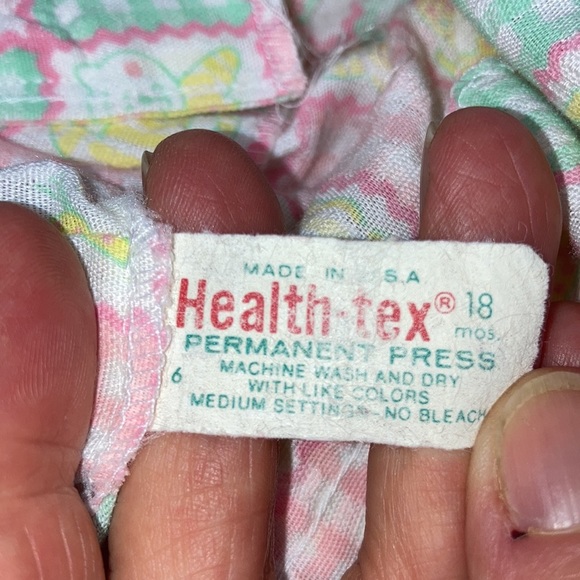 MADE IN S.A
Health-tex® 18
mos.
PERMANENT PRESS
MACHINE WASH AND DRY
6 WITH LIKE COLORS
MEDIUM SETTING - NO BLEACH